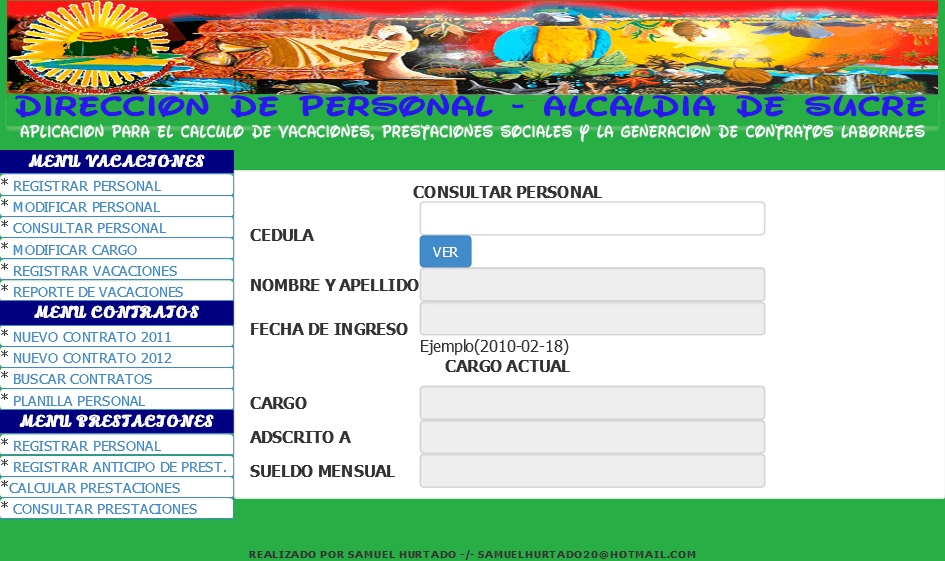 DIRECCION DE PERSONAL - ALCALDIA DE SUCRE
APLICACION PARA EL CALCULO DE VACACIONES, PRESTACIONES SOCIALES Y LA GENERACION DE CONTRATOS LABORALES
MENU VACACIONES
* REGISTRAR PERSONAL
* MODIFICAR PERSONAL
* CONSULTAR PERSONAL
* MODIFICAR CARGO
* REGISTRAR VACACIONES
* REPORTE DE VACACIONES
MENU CONTRATOS
* NUEVO CONTRATO 2011
* NUEVO CONTRATO 2012
* BUSCAR CONTRATOS
* PLANILLA PERSONAL
MENU PRESTACIONES
* REGISTRAR PERSONAL
* REGISTRAR ANTICIPO DE PREST.
*CALCULAR PRESTACIONES
* CONSULTAR PRESTACIONES
CONSULTAR PERSONAL
CEDULA
VER
NOMBRE Y APELLIDO
FECHA DE INGRESO
Ejemplo(2010-02-18)
CARGO ACTUAL
CARGO
ADSCRITO A
SUELDO MENSUAL
REALIZADO POR SAMUEL HURTADO -/- SAMUELHURTADO20@HOTMAIL.COM